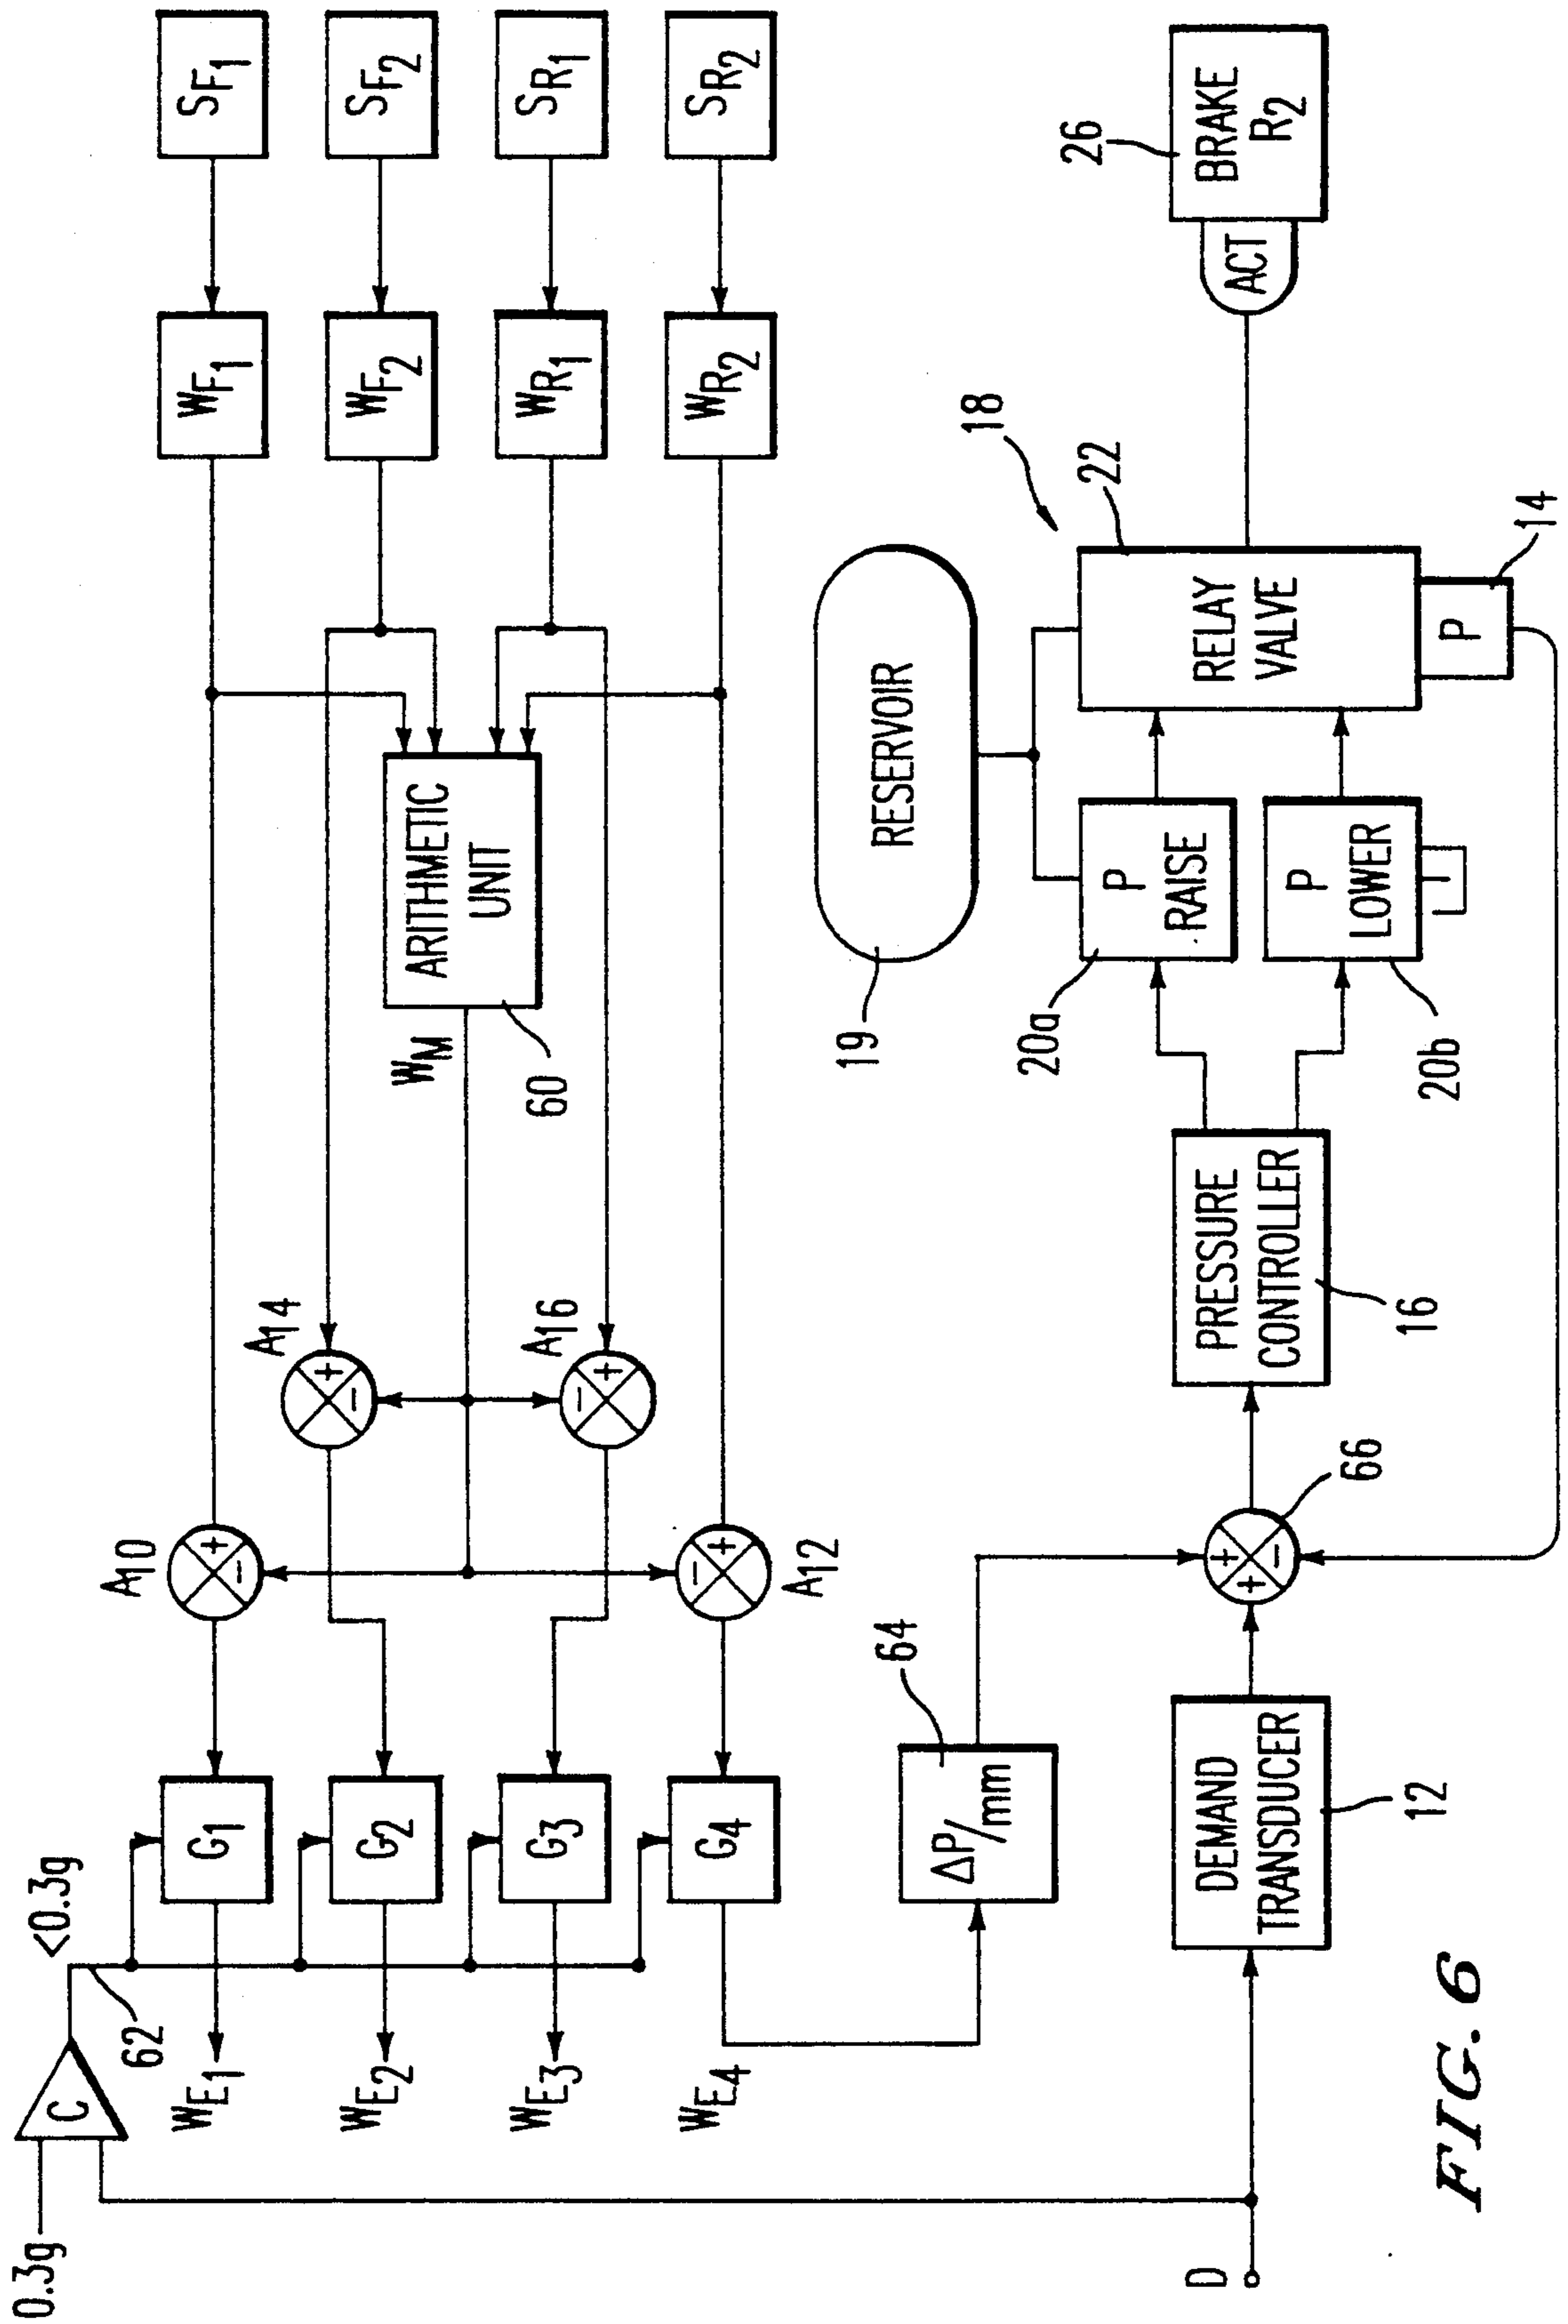 0.3g
C
<0.3g
62
D
WE1
WE2
WE3
WE4
G1
G2
G3
G4
A10
A14
A16
A12
WM
ARITHMETIC
UNIT
60
WF1
WF2
WR1
WR2
SF1
SF2
SR1
SR2
ΔP/mm
64
DEMAND
TRANSDUCER
12
+
-
+
-
+
-
+
-
+
+
-
66
PRESSURE
CONTROLLER
16
RESERVOIR
19
P
RAISE
20a
P
LOWER
20b
18
RELAY
VALVE
22
P
14
ACT
BRAKE
R2
26
FIG. 6